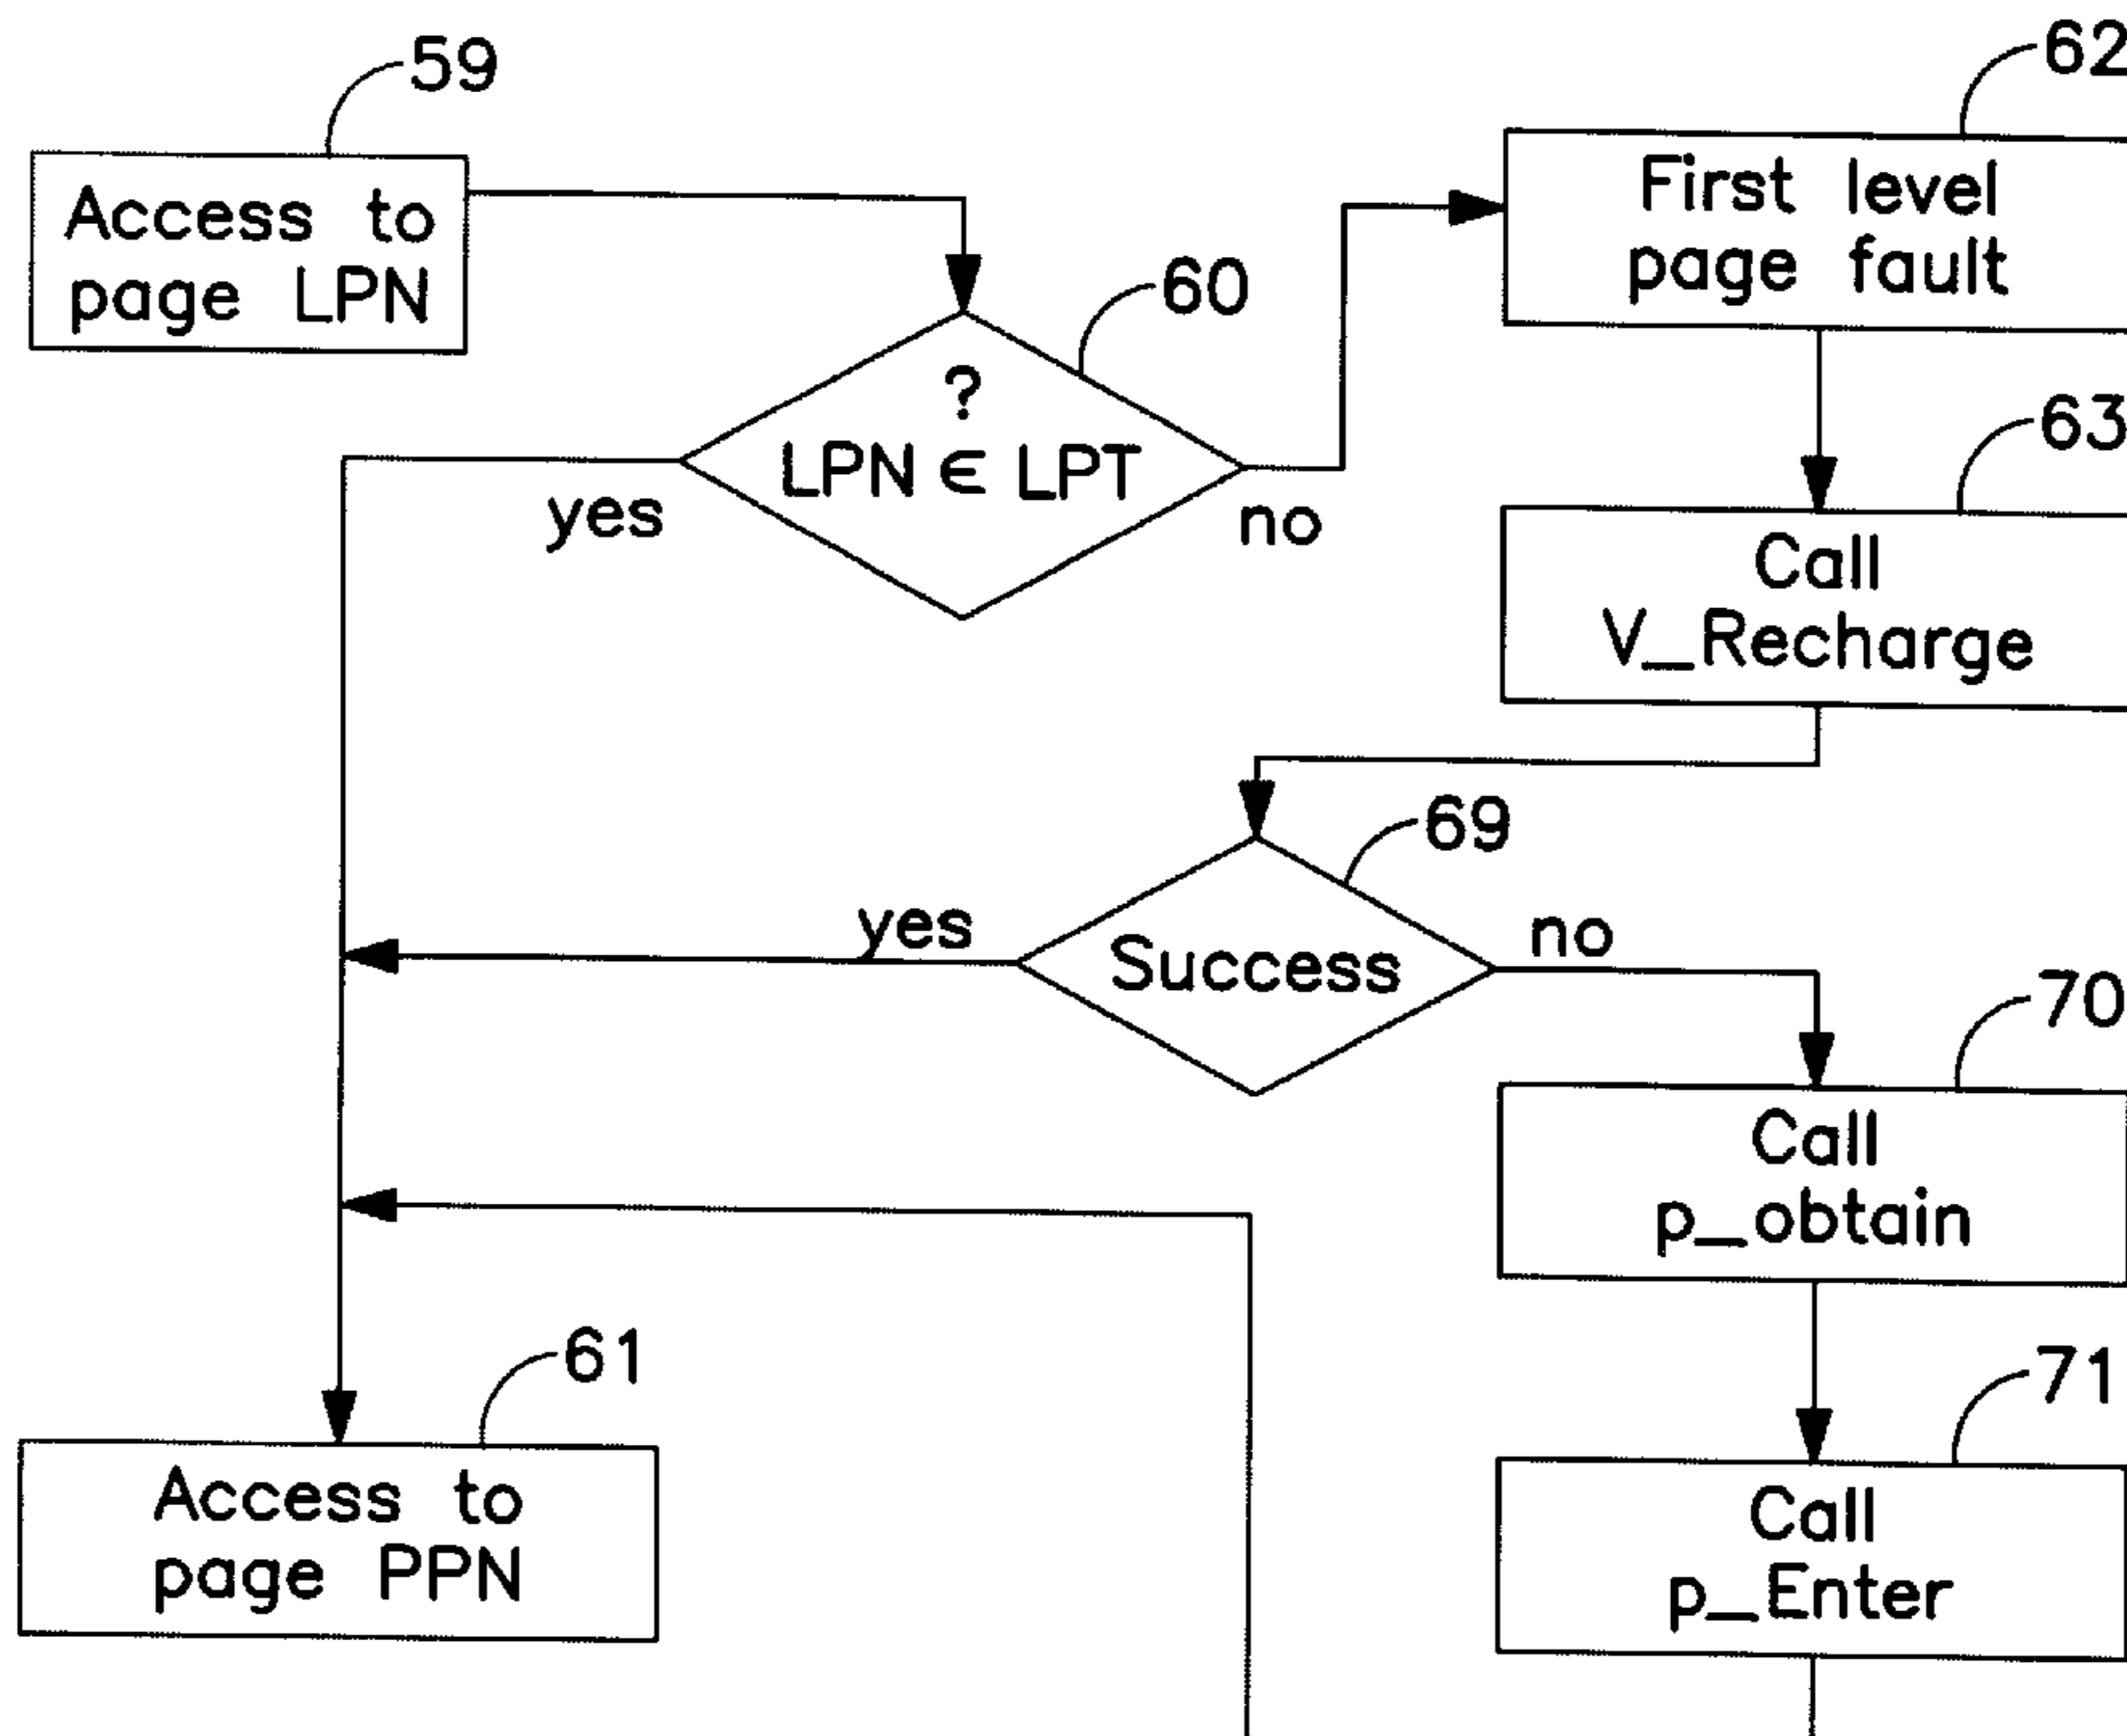 59
Access to
page LPN
60
?
LPN ∈ LPT
yes
no
62
First level
page fault
63
Call
V_Recharge
69
Success
yes
no
70
Call
p_obtain
71
Call
p_Enter
61
Access to
page PPN